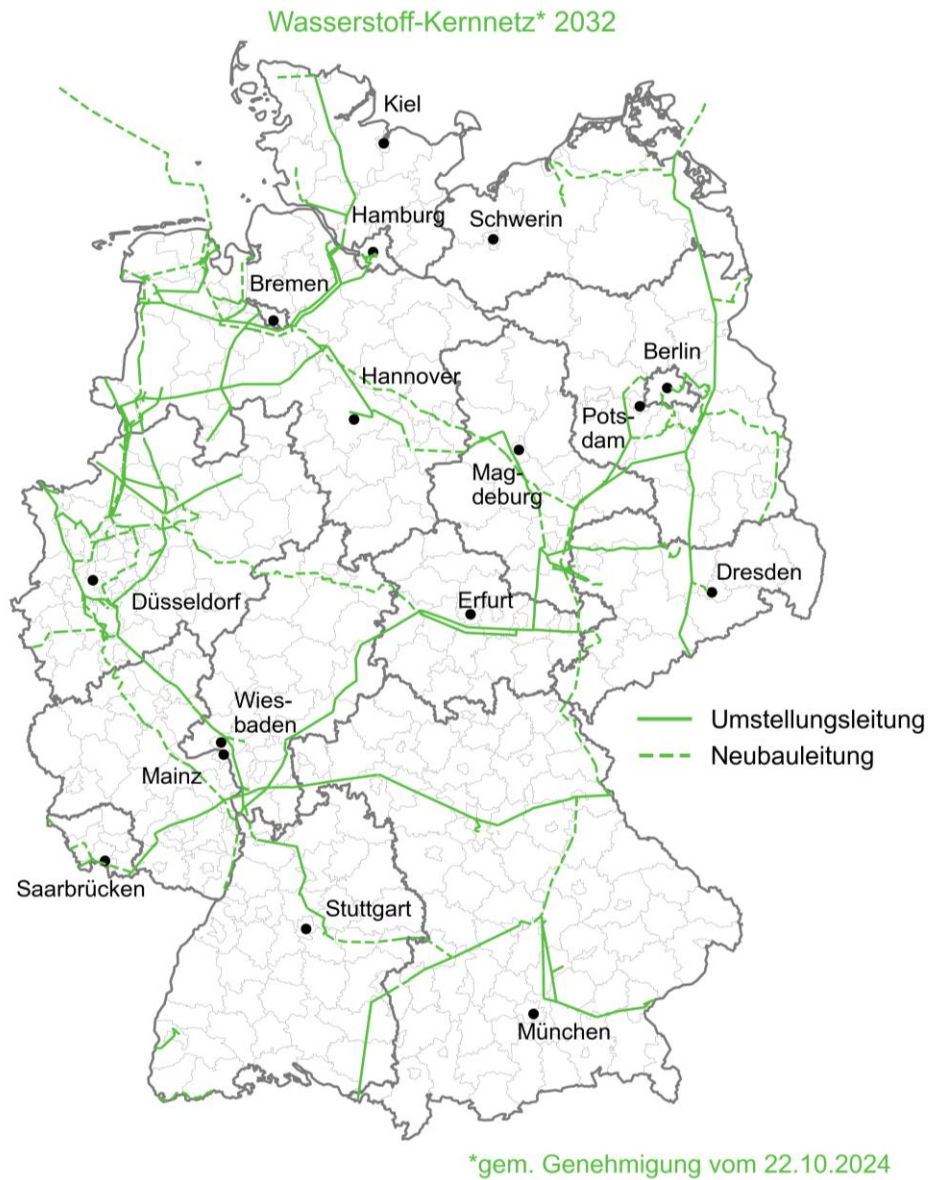 Wasserstoff-Kernnetz* 2032
Kiel
Hamburg
Schwerin
Bremen
Berlin
Hannover
Pots-
dam
Mag-
deburg
Düsseldorf
Erfurt
Dresden
Wies-
baden
Umstellungsleitung
Neubauleitung
Mainz
Saarbrücken
Stuttgart
München
*gem. Genehmigung vom 22.10.2024